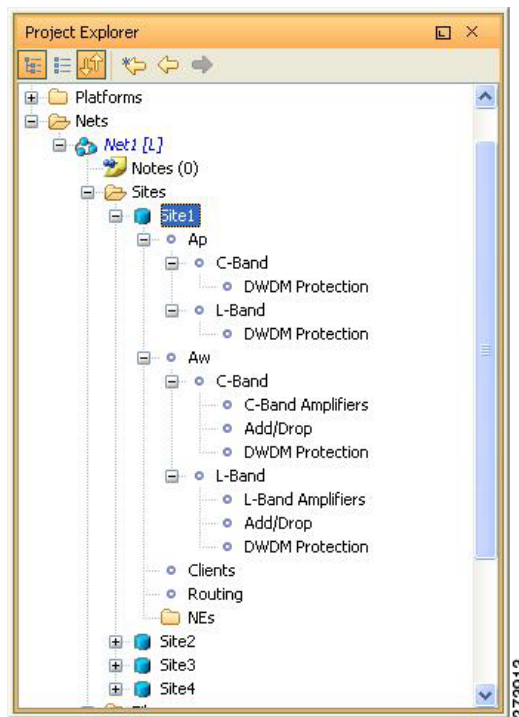 Project Explorer
Platforms
Nets
Net1 [L]
Notes (0)
Sites
Site1
Ap
C-Band
DWDM Protection
L-Band
DWDM Protection
Aw
C-Band
C-Band Amplifiers
Add/Drop
DWDM Protection
L-Band
L-Band Amplifiers
Add/Drop
DWDM Protection
Clients
Routing
NEs
Site2
Site3
Site4